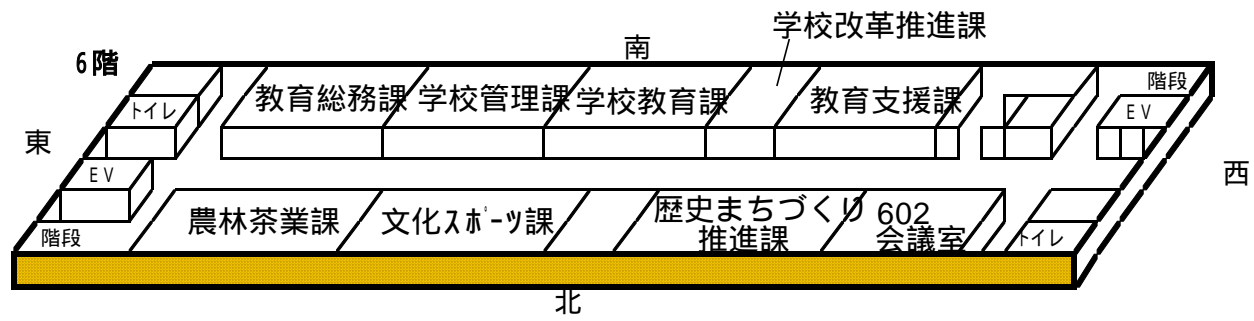 学校改革推進課
南
6階
階段
教育総務課
学校管理課
学校教育課
教育支援課
トイレ
EV
東
EV
西
農林茶業課
文化スポーツ課
歴史まちづくり
推進課
602
会議室
階段
トイレ
北